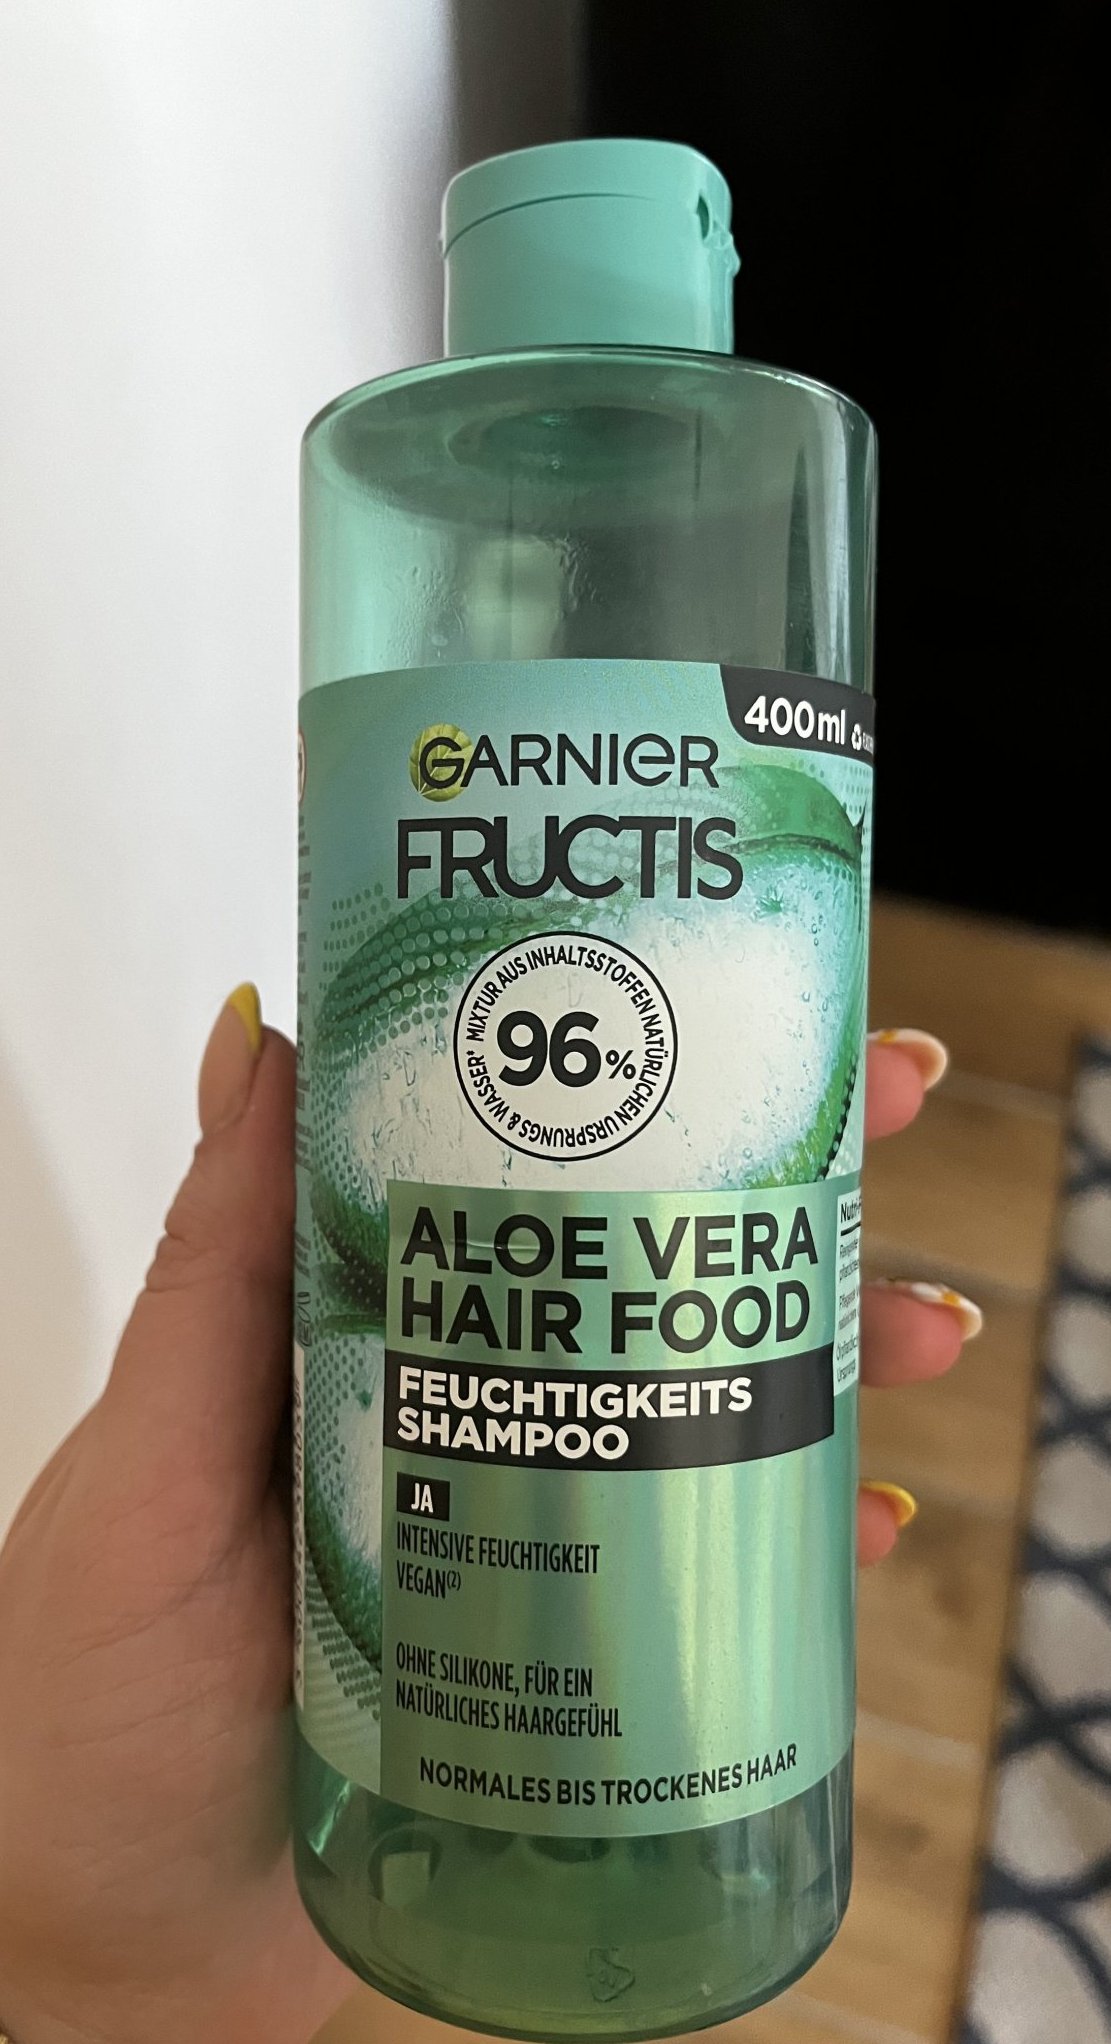 400ml
GARNIER
FRUCTIS
MIXTUR AUS INHALTSSTOFFEN NATÜRLICHEN URSPRUNGS & WASSER*
96%
ALOE VERA
HAIR FOOD
FEUCHTIGKEITS
SHAMPOO
JA
INTENSIVE FEUCHTIGKEIT
VEGAN(2)
OHNE SILIKONE, FÜR EIN
NATÜRLICHES HAARGEFÜHL
NORMALES BIS TROCKENES HAAR